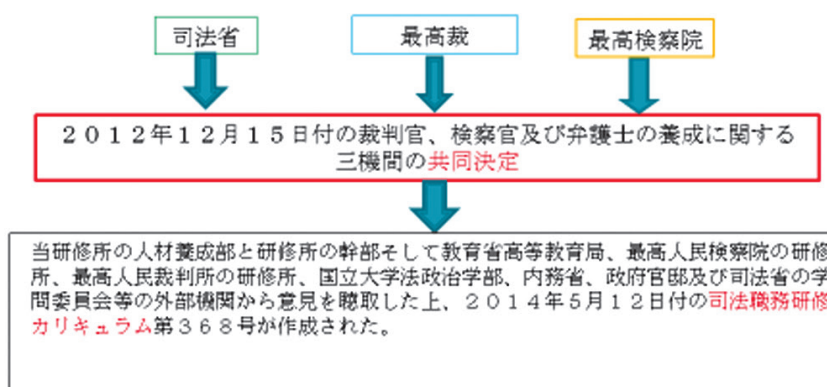 司法省
最高裁
最高検察院
２０１２年１２月１５日付の裁判官、検察官及び弁護士の養成に関する
三機間の共同決定
当研修所の人材養成部と研修所の幹部そして教育省高等教育局、最高人民検察院の研修
所、最高人民裁判所の研修所、国立大学法政治学部、内務省、政府官邸及び司法省の学
問委員会等の外部機関から意見を聴取した上、２０１４年５月１２日付の司法職務研修
カリキュラム第３６８号が作成された。